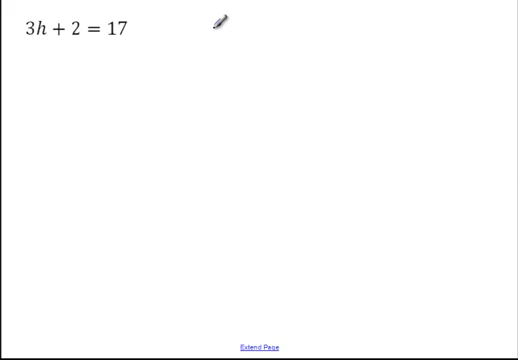 3h + 2 = 17
Extend Page